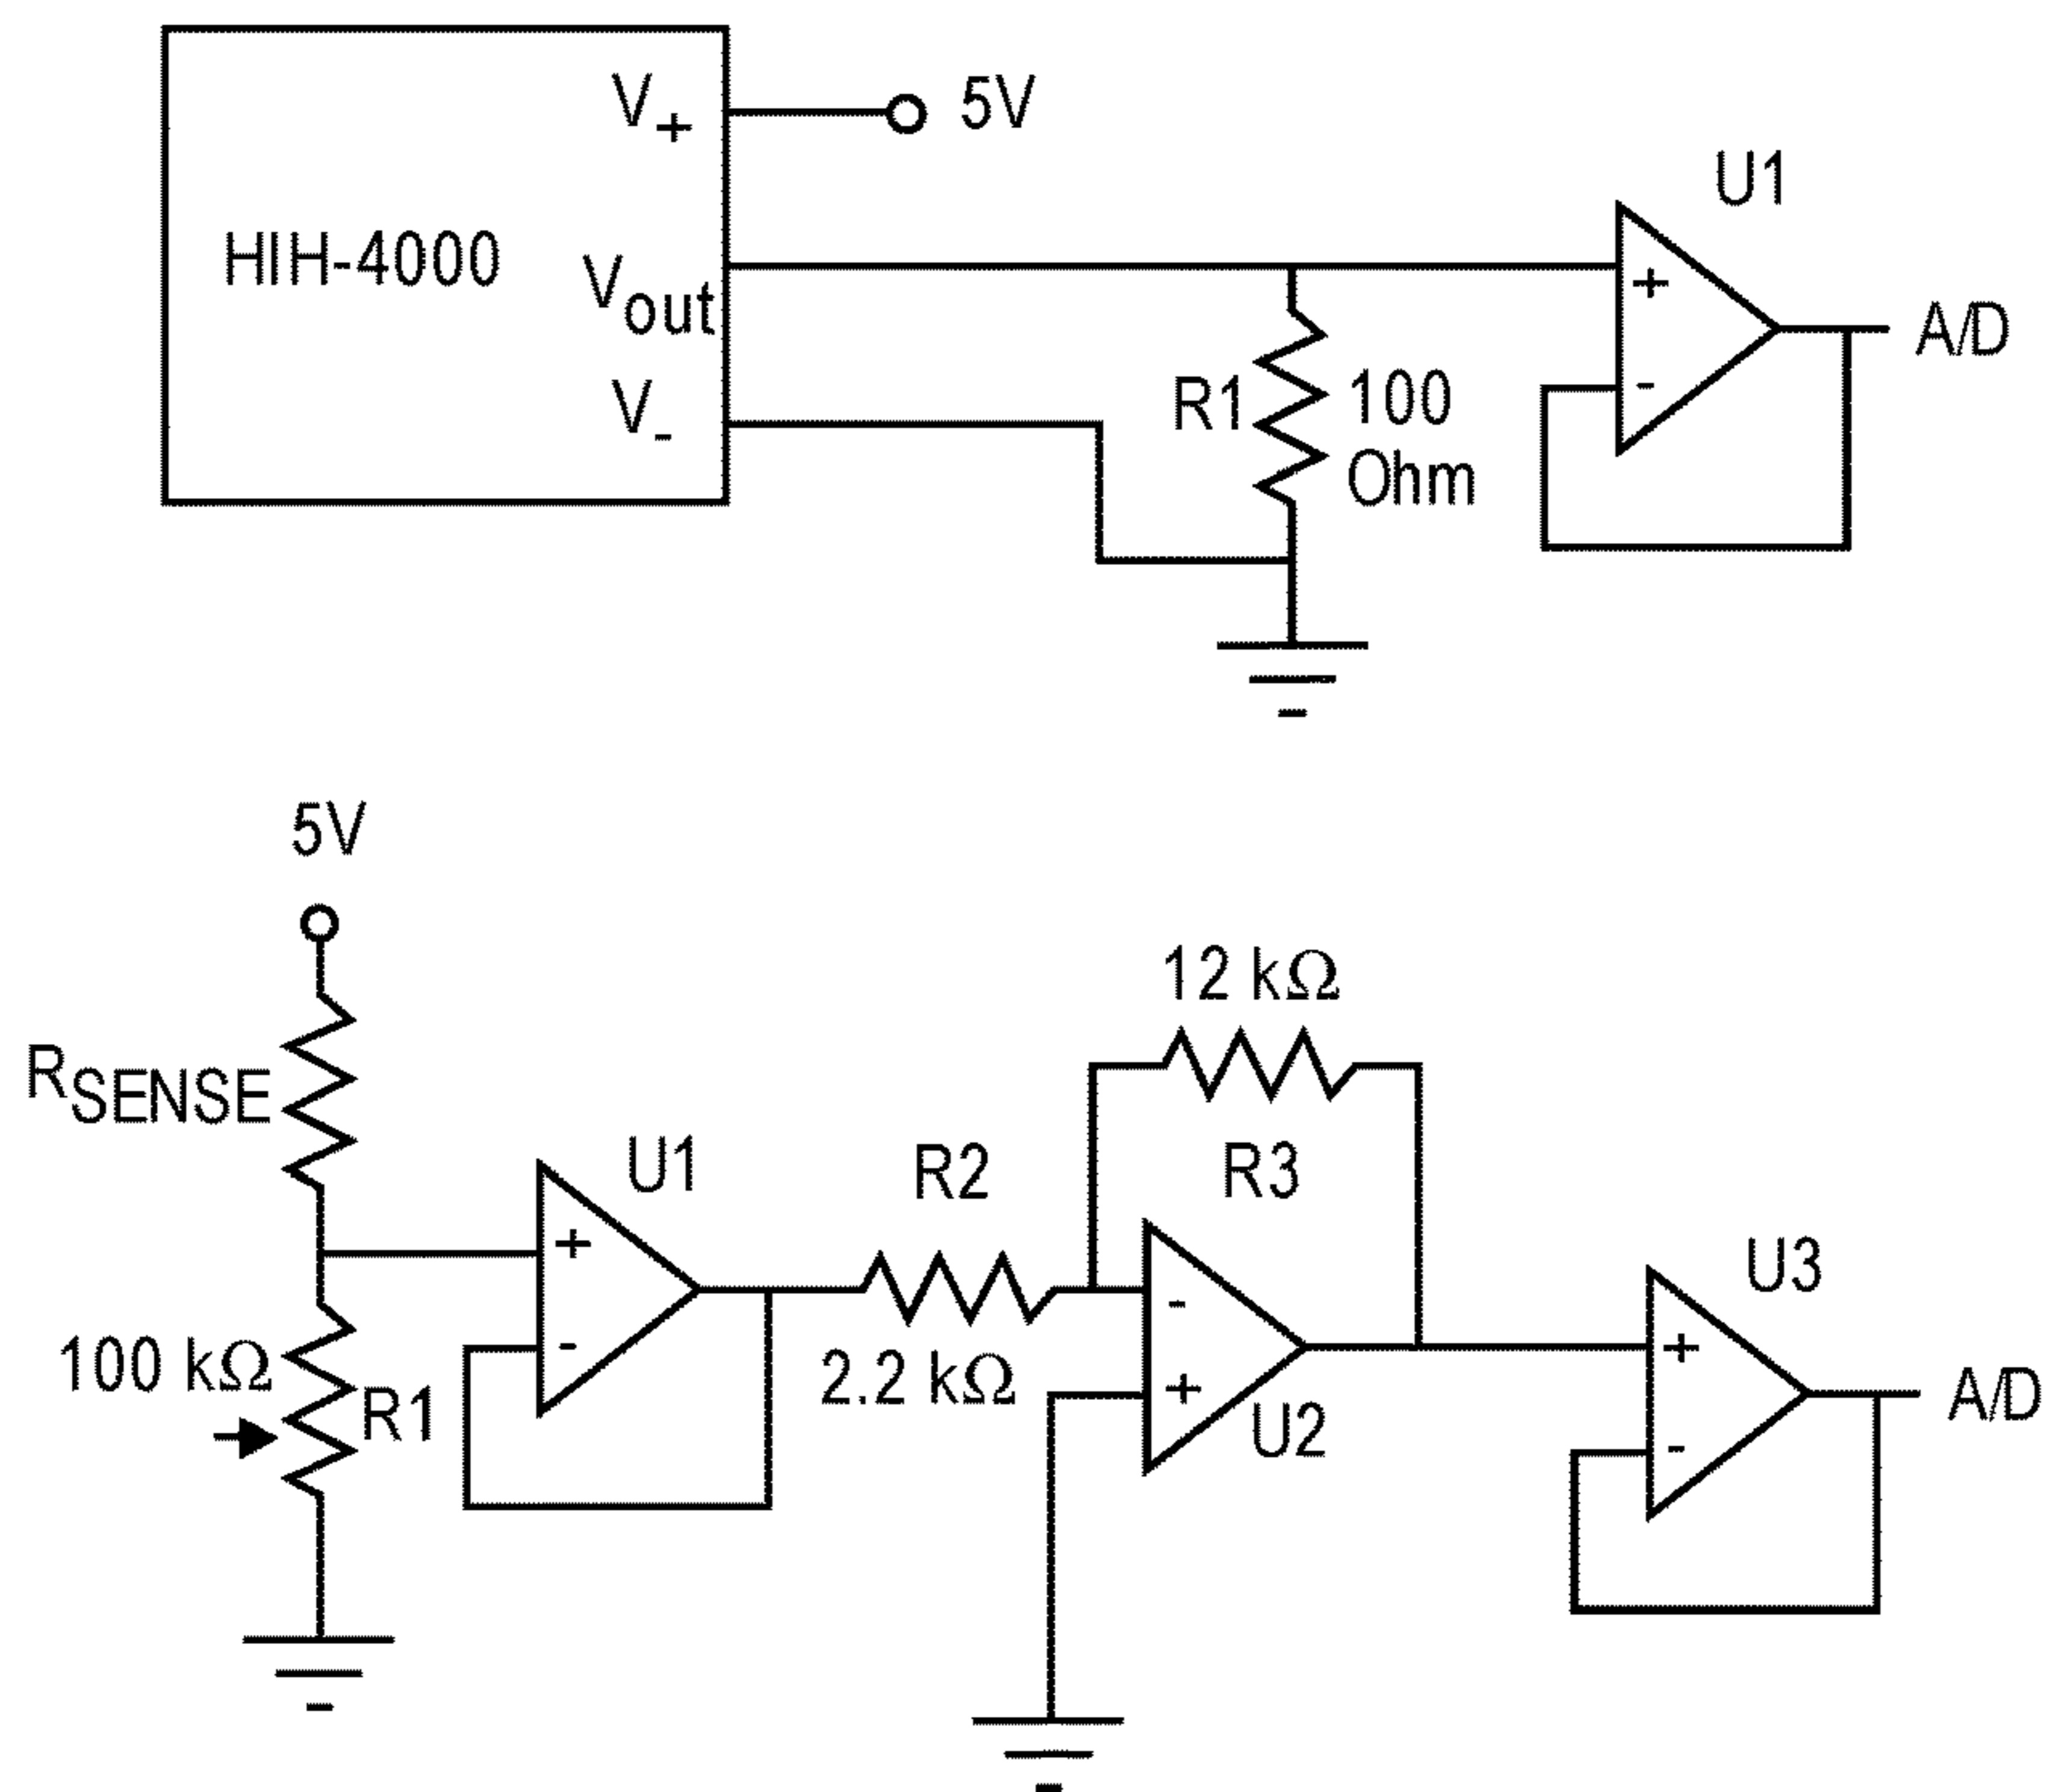 V+
5V
HIH-4000
Vout
V-
R1
100
Ohm
U1
+
-
A/D
5V
RSENSE
100 kΩ
R1
U1
+
-
R2
2.2 kΩ
12 kΩ
R3
-
+
U2
U3
+
-
A/D